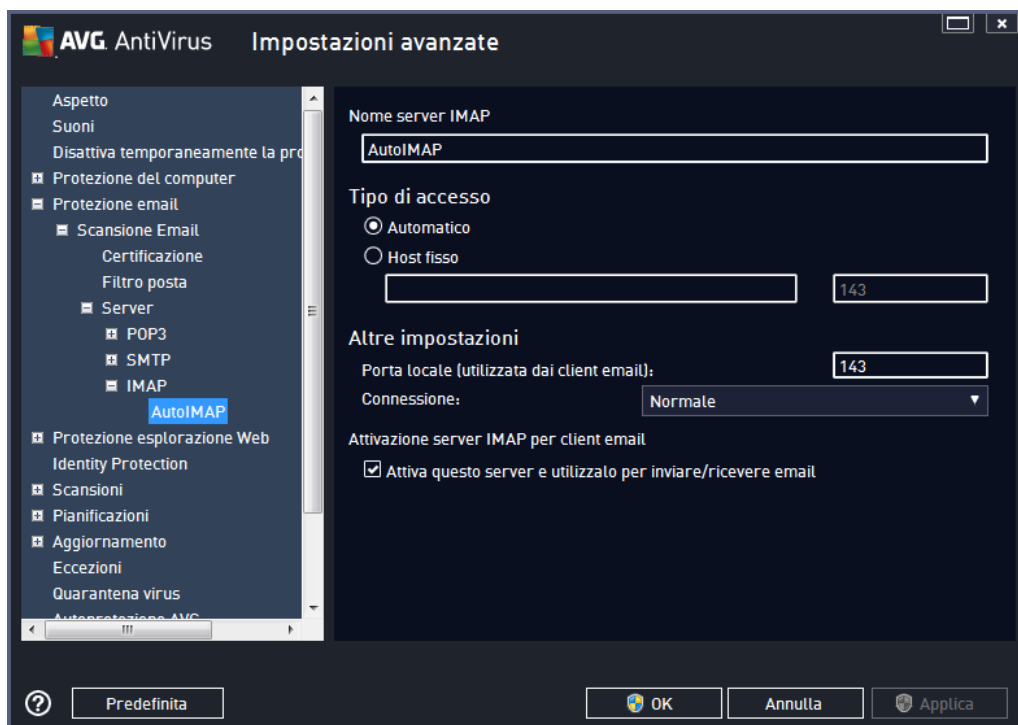 AVG. AntiVirus Impostazioni avanzate
Aspetto
Suoni
Disattiva temporaneamente la pro
Protezione del computer
Protezione email
Scansione Email
Certificazione
Filtro posta
Server
POP3
SMTP
IMAP
AutoIMAP
Protezione esplorazione Web
Identity Protection
Scansioni
Pianificazioni
Aggiornamento
Eccezioni
Quarantena virus
Autoprotezione AVG
Nome server IMAP
AutoIMAP
Tipo di accesso
Automatico
Host fisso
143
Altre impostazioni
Porta locale (utilizzata dai client email): 143
Connessione: Normale
Attivazione server IMAP per client email
Attiva questo server e utilizzalo per inviare/ricevere email
Predefinita
OK
Annulla
Applica